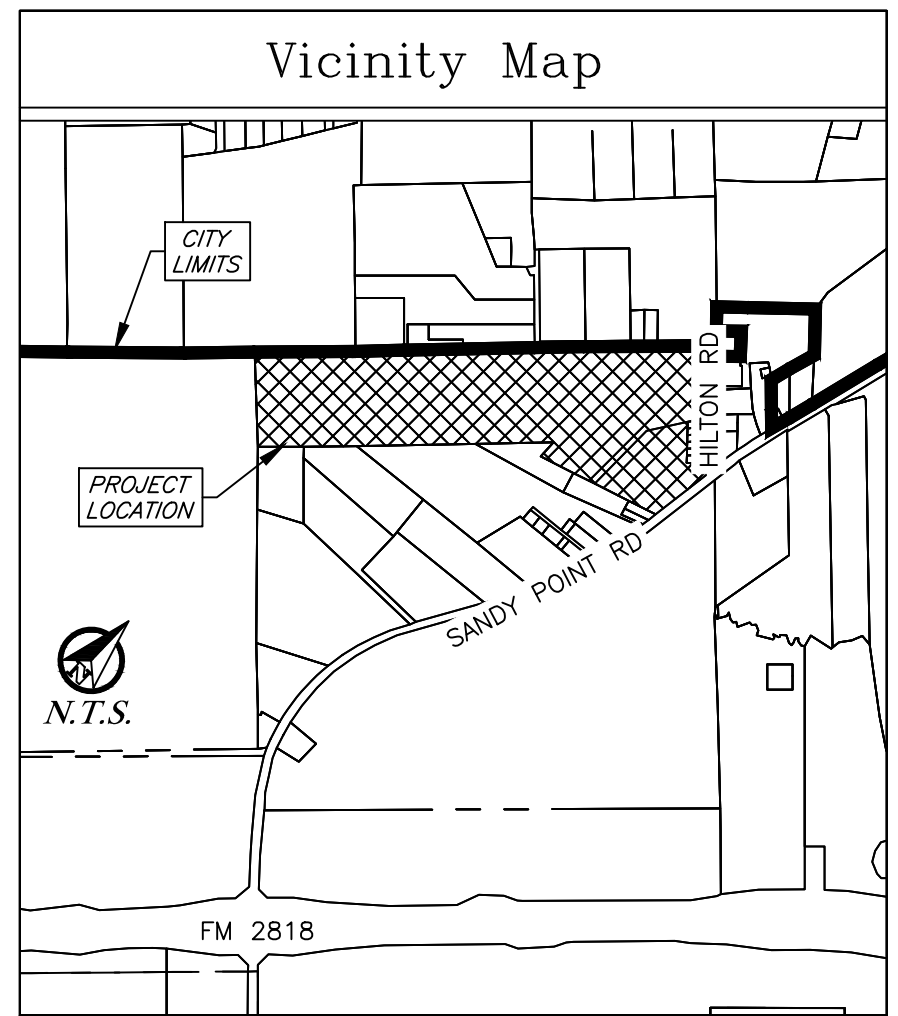 Vicinity Map
CITY
LIMITS
HILTON RD
PROJECT
LOCATION
SANDY POINT RD
N
N.T.S.
FM 2818